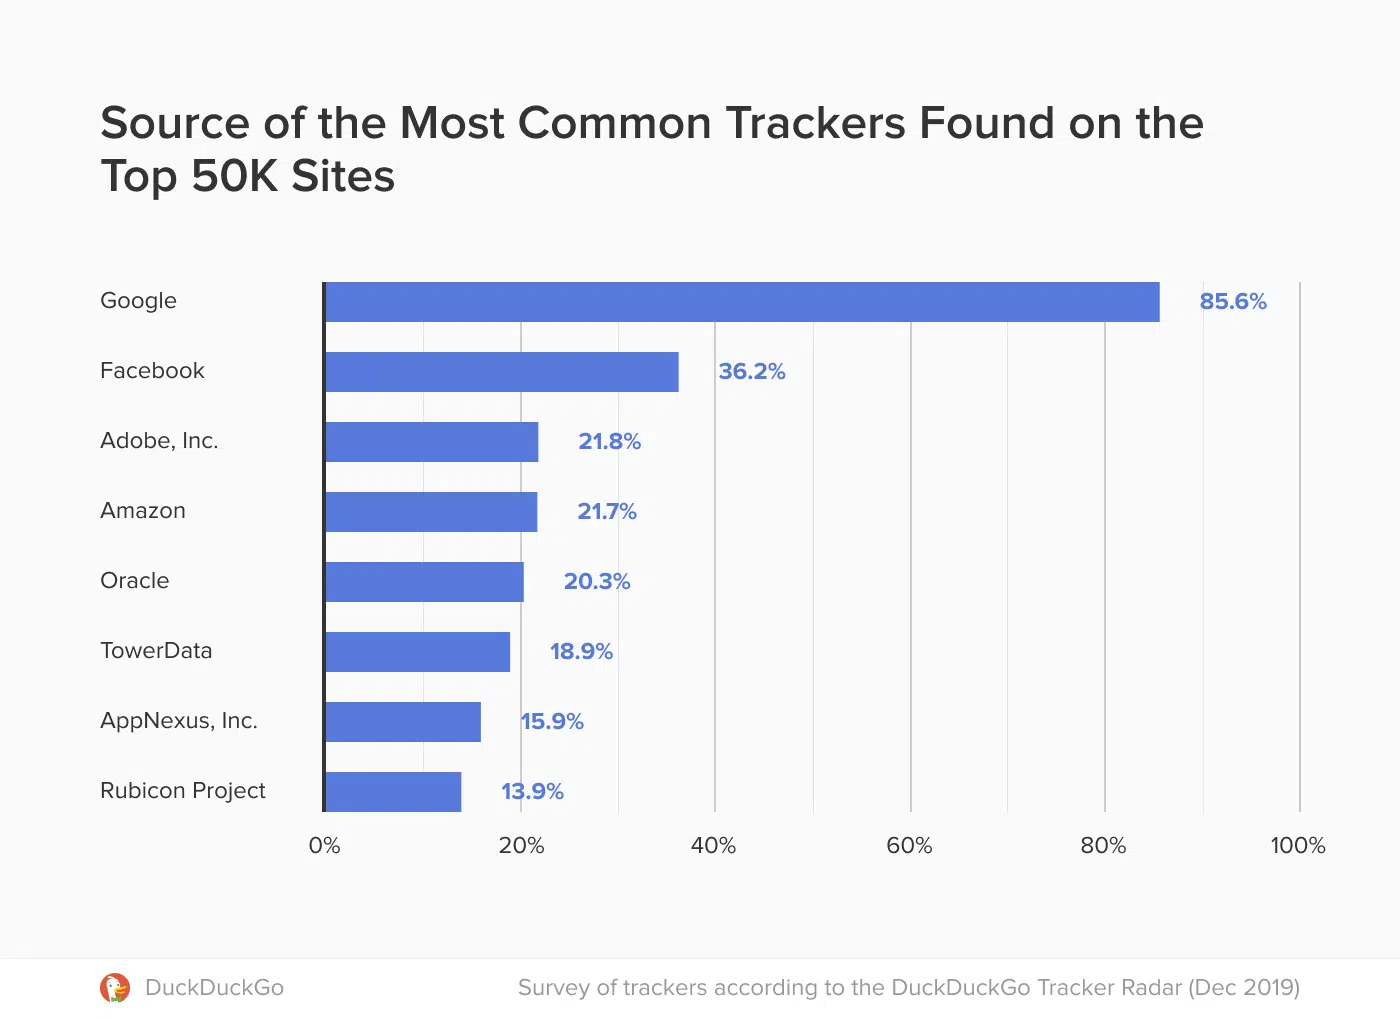 Source of the Most Common Trackers Found on the
Top 50K Sites
Google 85.6%
Facebook 36.2%
Adobe, Inc. 21.8%
Amazon 21.7%
Oracle 20.3%
TowerData 18.9%
AppNexus, Inc. 15.9%
Rubicon Project 13.9%
0% 20% 40% 60% 80% 100%
DuckDuckGo Survey of trackers according to the DuckDuckGo Tracker Radar (Dec 2019)